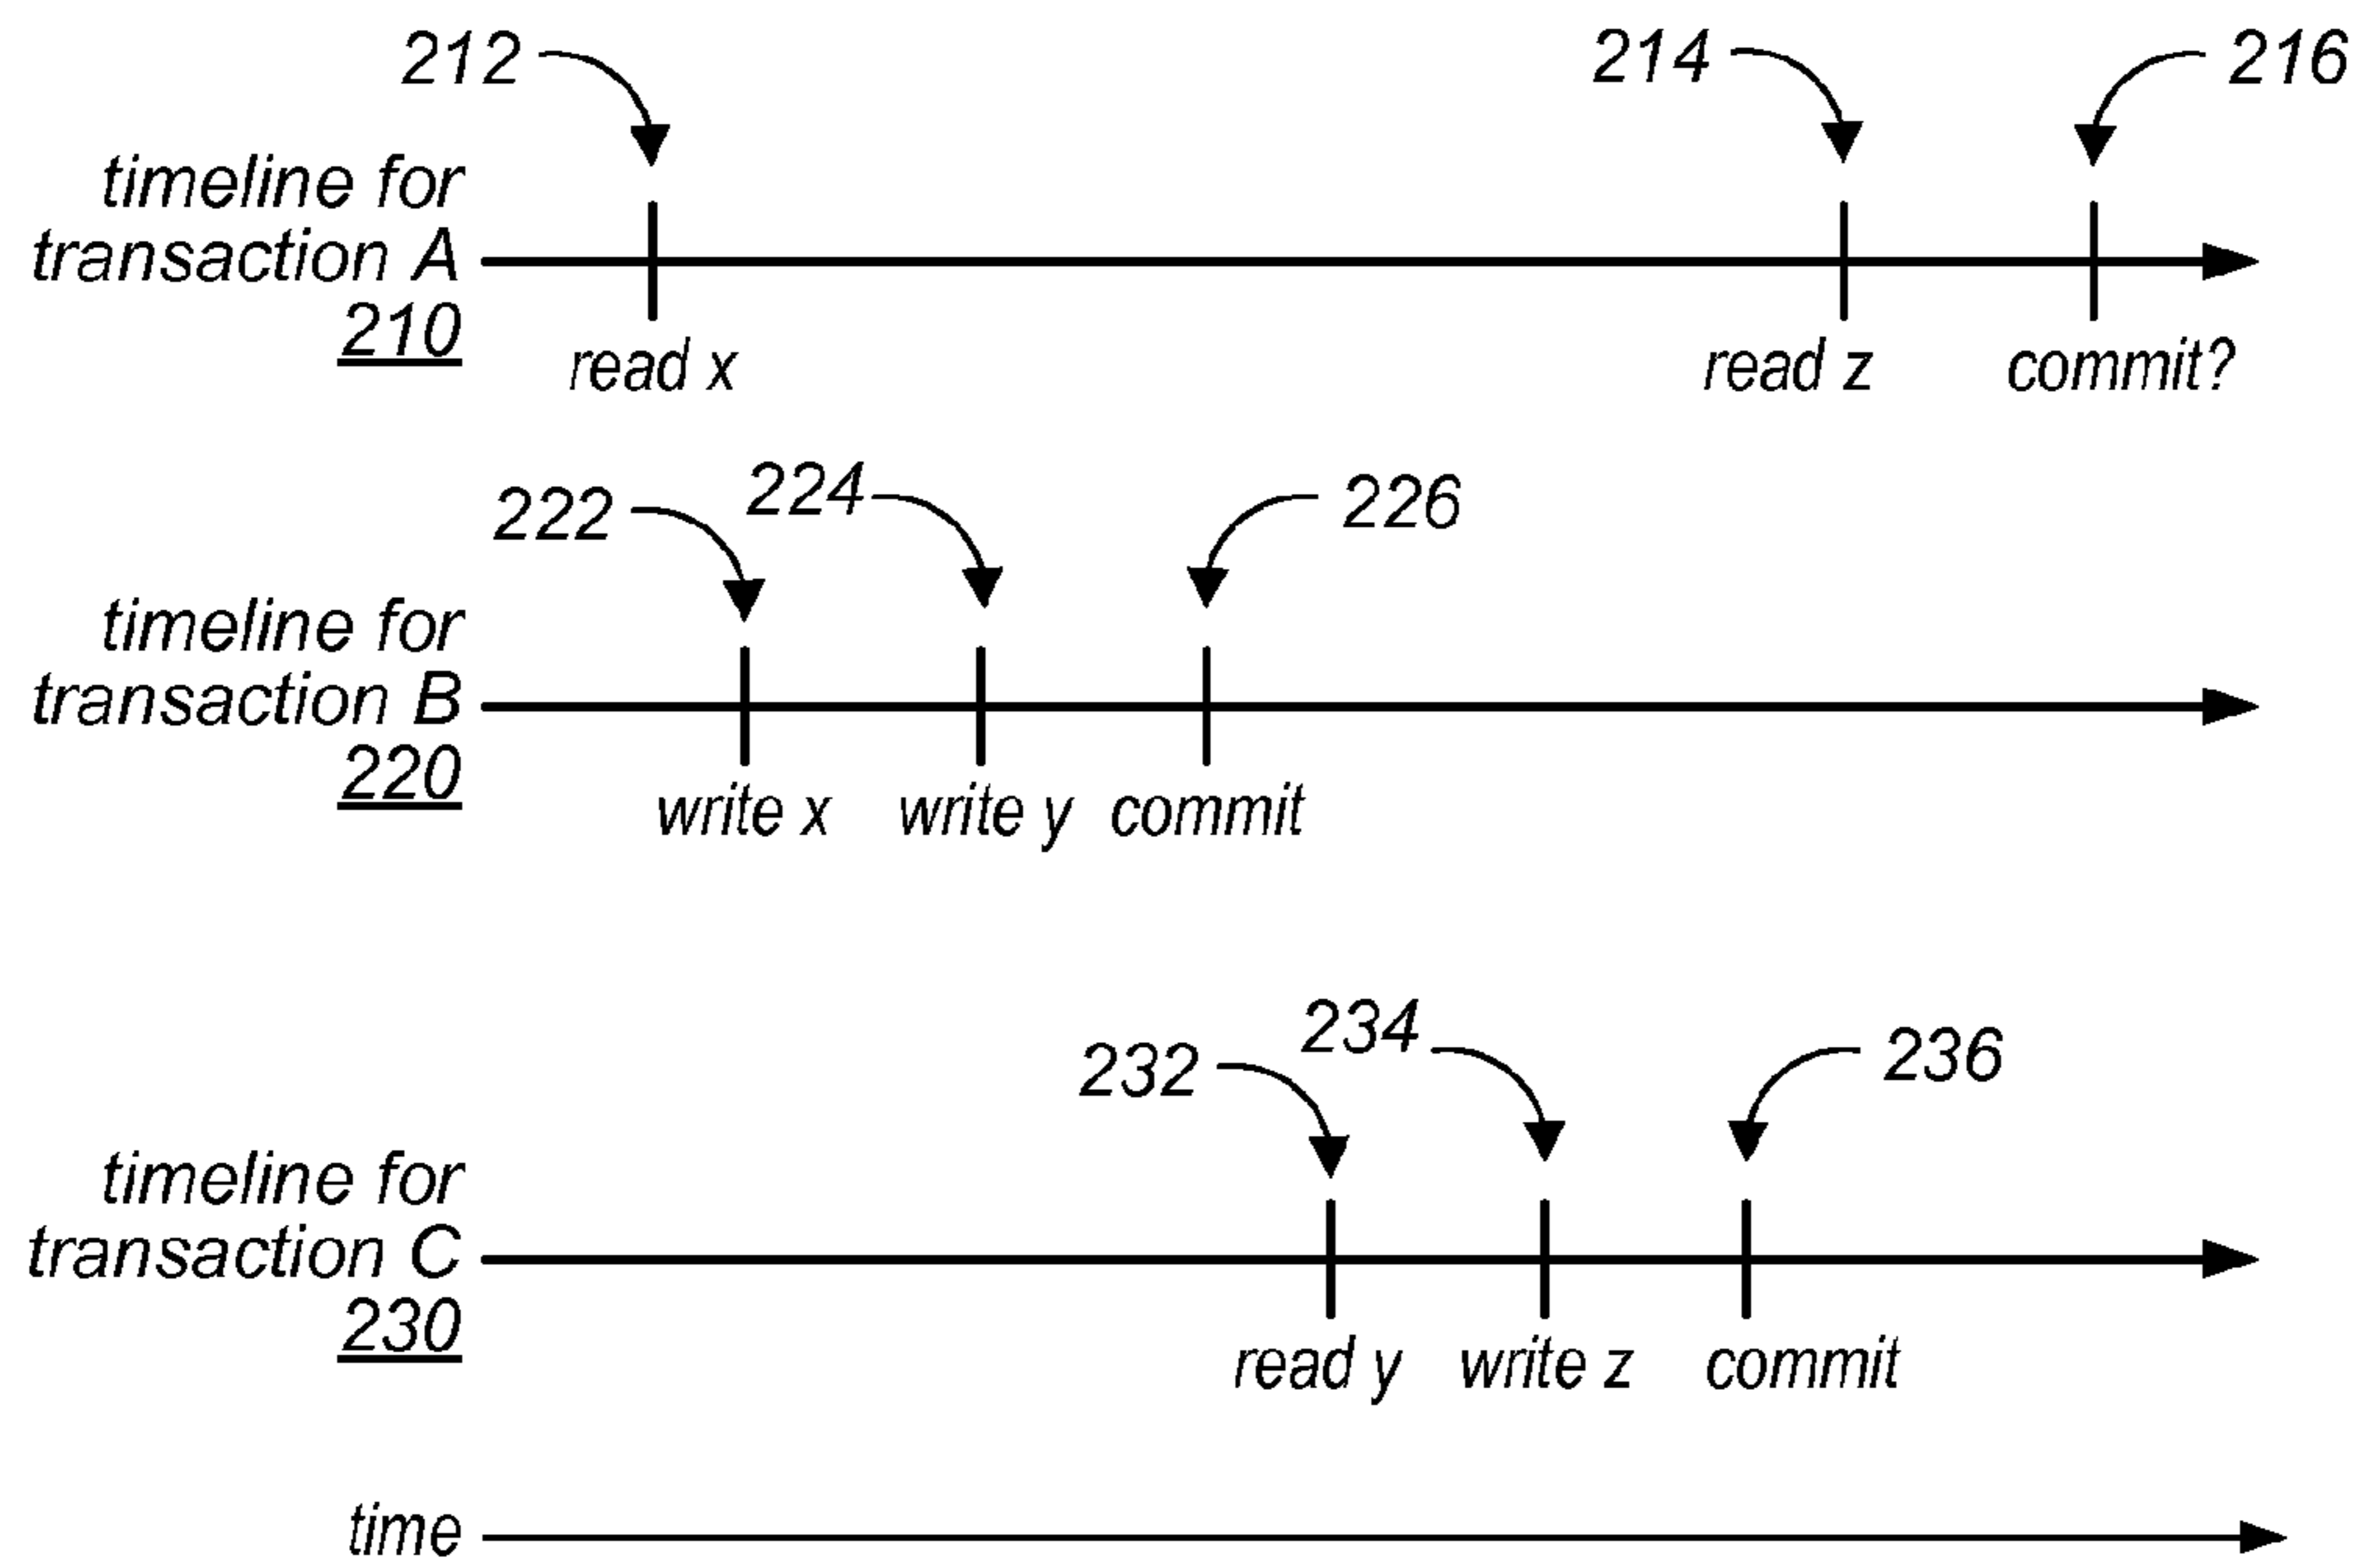 212
214
216
timeline for
transaction A
210
read x
read z
commit?
222
224
226
timeline for
transaction B
220
write x
write y
commit
232
234
236
timeline for
transaction C
230
read y
write z
commit
time